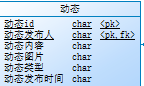 动态
动态id char <pk>
动态发布人 char <pk,fk>
动态内容 char
动态图片 char
动态类型 char
动态发布时间 char